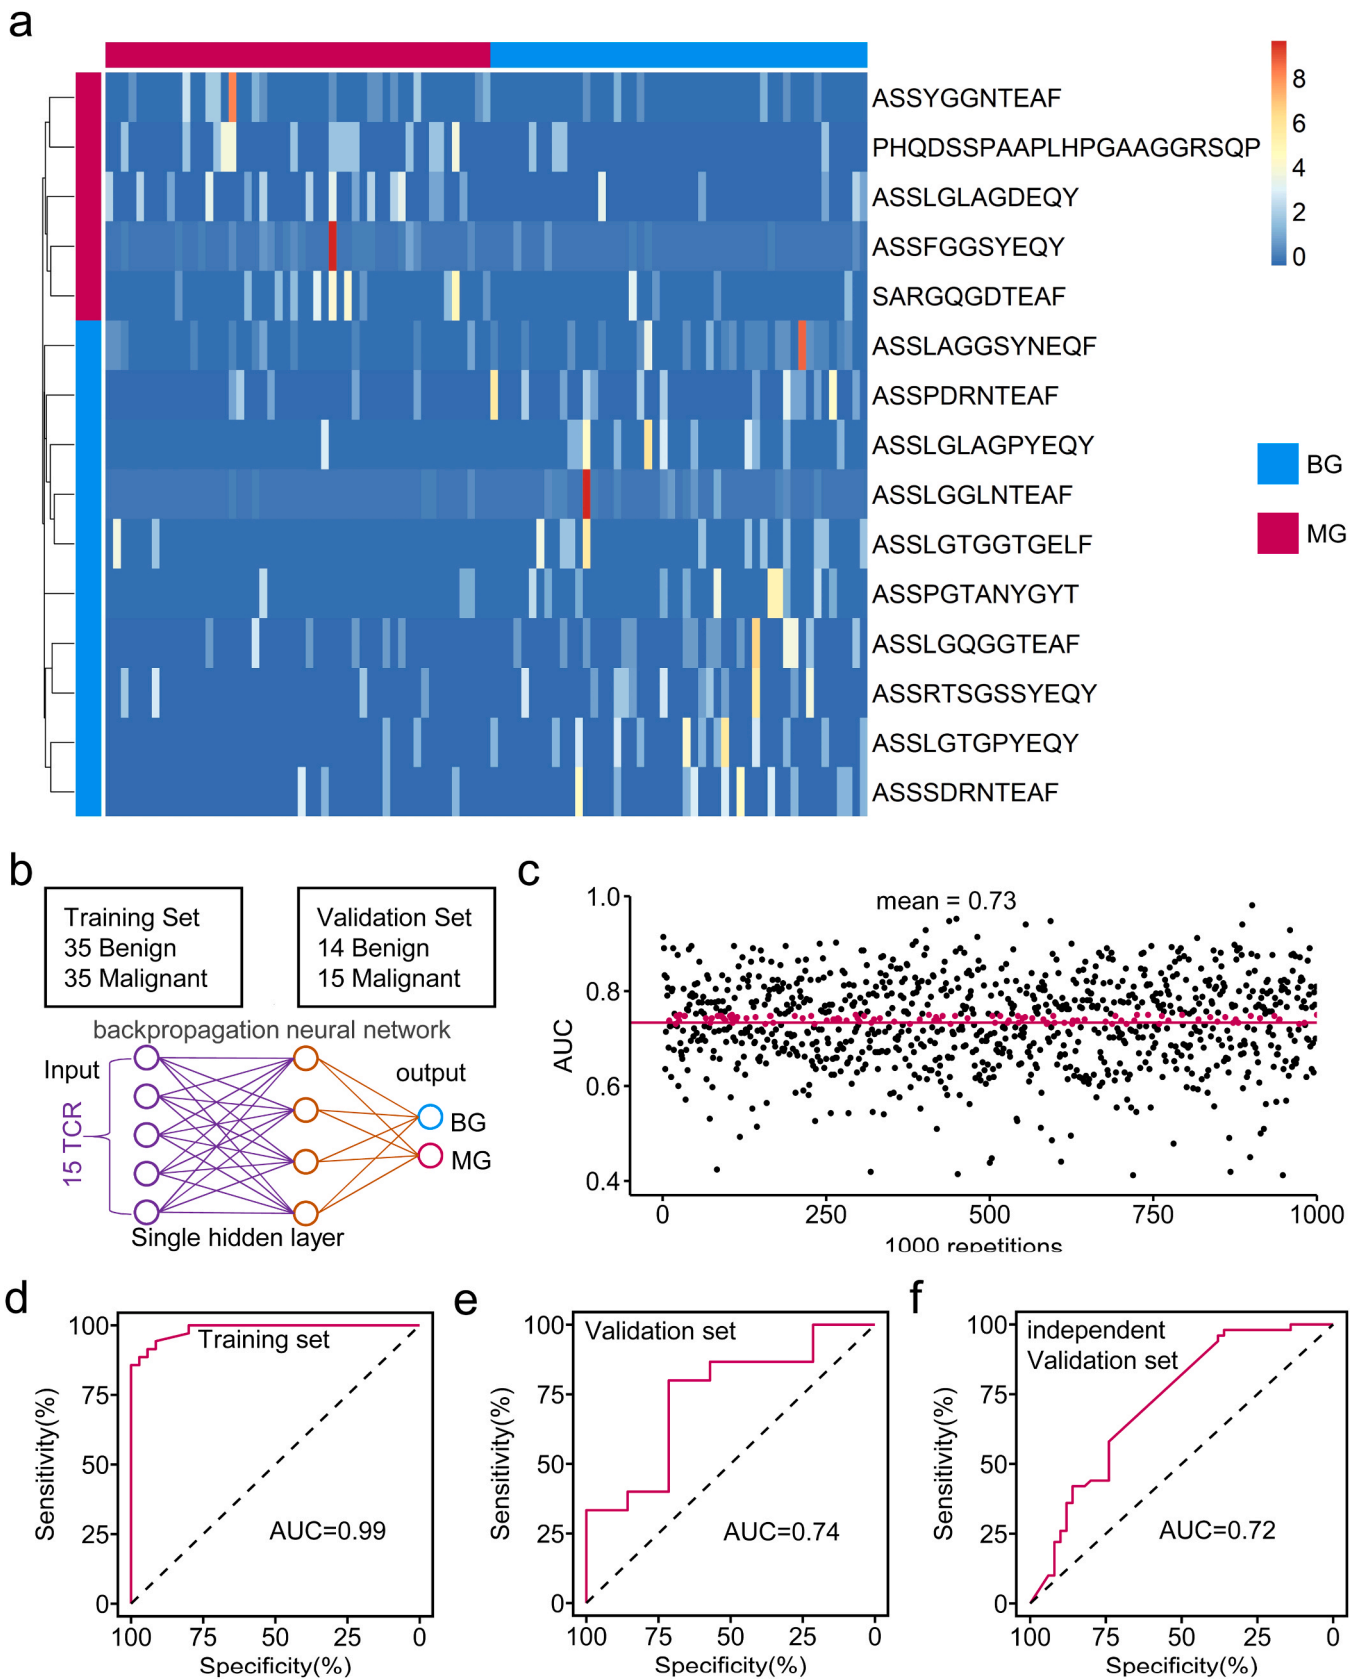 a
ASSYGGNTEAF
PHQDSSPAAPLHPGAAGGRSQP
ASSLGLAGDEQY
ASSFGGSYEQY
SARGQGDTEAF
ASSLAGGSYNEQF
ASSPDRNTEAF
ASSLGLAGPYEQY
ASSLGGLNTEAF
ASSLGTGGTGELF
ASSPGTANYGYT
ASSLGQGGTEAF
ASSRTSGSSYEQY
ASSLGTGPYEQY
ASSSDRNTEAF
8
6
4
2
0
BG
MG
b
Training Set
35 Benign
35 Malignant
Validation Set
14 Benign
15 Malignant
backpropagation neural network
Input
output
15 TCR
BG
MG
Single hidden layer
c
mean = 0.73
AUC
1.0
0.8
0.6
0.4
0 250 500 750 1000
1000 repetitions
d
Training set
AUC=0.99
Sensitivity(%)
100
75
50
25
0
100 75 50 25 0
Specificity(%)
e
Validation set
AUC=0.74
Sensitivity(%)
100
75
50
25
0
100 75 50 25 0
Specificity(%)
f
independent
Validation set
AUC=0.72
Sensitivity(%)
100
75
50
25
0
100 75 50 25 0
Specificity(%)